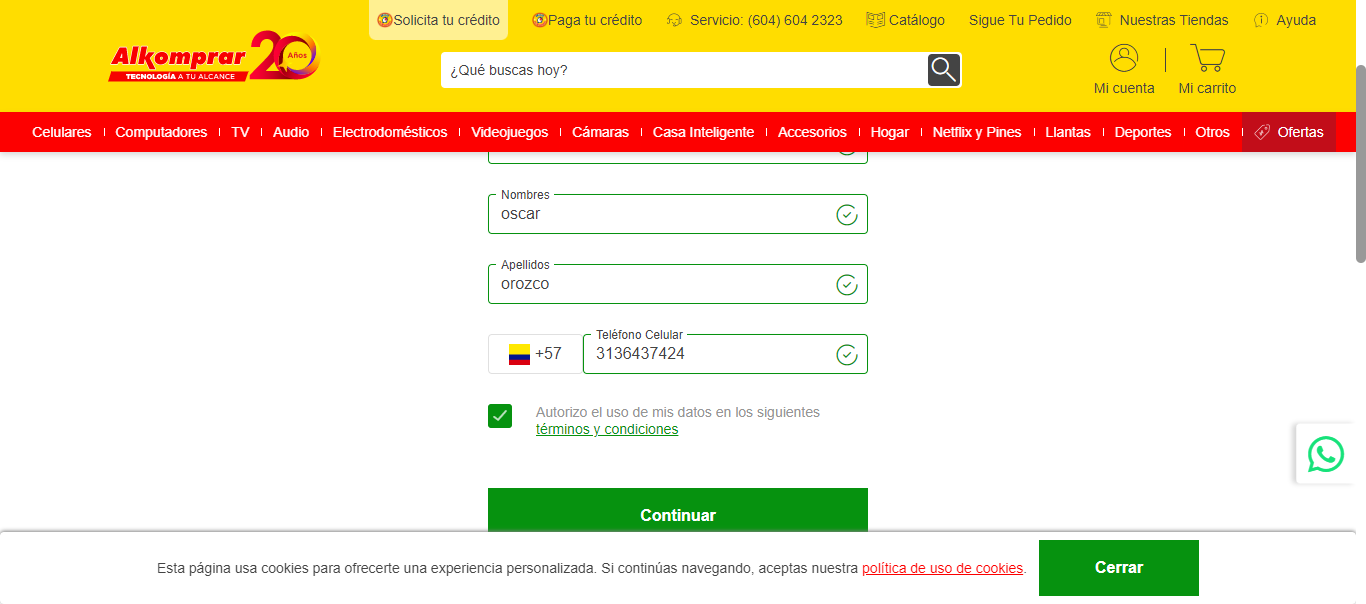 Solicita tu crédito
Paga tu crédito
Servicio: (604) 604 2323
Catálogo
Sigue Tu Pedido
Nuestras Tiendas
Ayuda
Alkomprar 20 Años
TECNOLOGÍA A TU ALCANCE
¿Qué buscas hoy?
Mi cuenta
Mi carrito
Celulares
Computadores
TV
Audio
Electrodomésticos
Videojuegos
Cámaras
Casa Inteligente
Accesorios
Hogar
Netflix y Pines
Llantas
Deportes
Otros
Ofertas
Nombres
oscar
Apellidos
orozco
+57
Teléfono Celular
3136437424
Autorizo el uso de mis datos en los siguientes
términos y condiciones
Continuar
Esta página usa cookies para ofrecerte una experiencia personalizada. Si continúas navegando, aceptas nuestra política de uso de cookies.
Cerrar